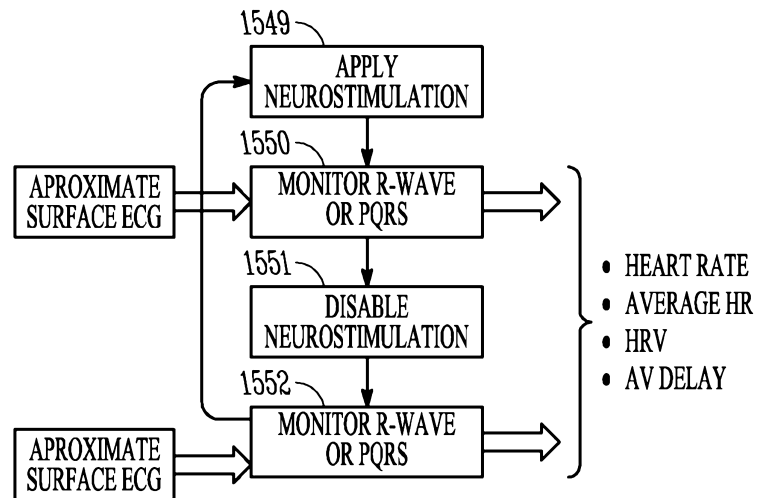 1549
APPLY
NEUROSTIMULATION
1550
APROXIMATE
SURFACE ECG
MONITOR R-WAVE
OR PQRS
1551
DISABLE
NEUROSTIMULATION
• HEART RATE
• AVERAGE HR
• HRV
• AV DELAY
1552
APROXIMATE
SURFACE ECG
MONITOR R-WAVE
OR PQRS